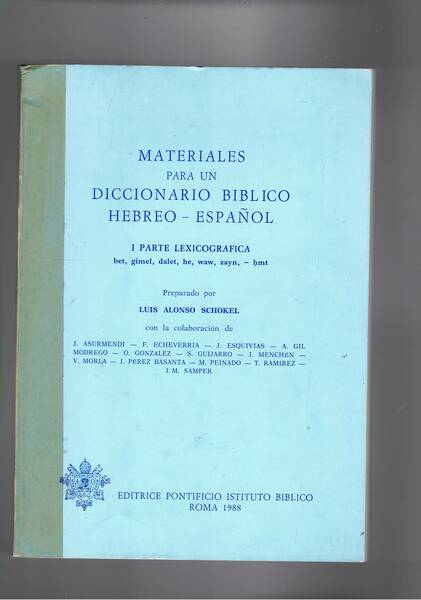 MATERIALES
PARA UN
DICCIONARIO BIBLICO
HEBREO - ESPAÑOL
I PARTE LEXICOGRAFICA
bet, gimel, dalet, he, waw, zayn, - ḥmt
Preparado por
LUIS ALONSO SCHOKEL
con la colaboración de
J. ASURMENDI — F. ECHEVERRIA — J. ESQUIVIAS — A. GIL
MODREGO — O. GONZALEZ — S. GUIJARRO — J. MENCHÉN —
V. MORLA — J. PÉREZ BASANTA — M. PEINADO — T. RAMIREZ —
J. M. SAMPER
EDITRICE PONTIFICIO ISTITUTO BIBLICO
ROMA 1988